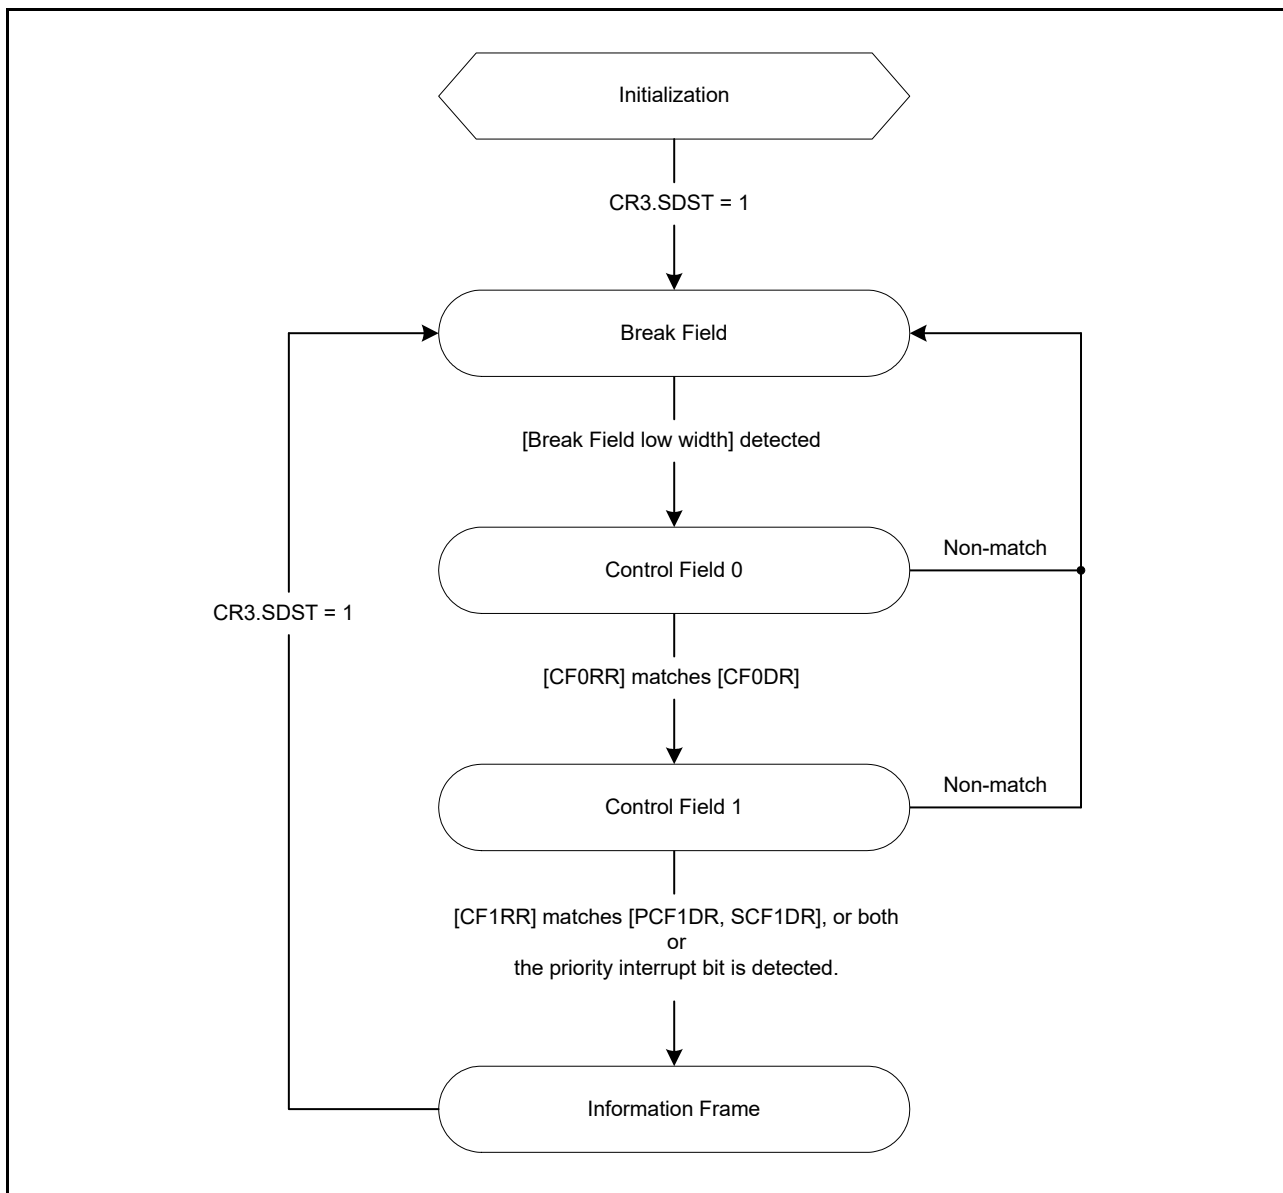 Initialization
CR3.SDST = 1
Break Field
[Break Field low width] detected
Control Field 0
Non-match
CR3.SDST = 1
[CF0RR] matches [CF0DR]
Control Field 1
Non-match
[CF1RR] matches [PCF1DR, SCF1DR], or both
or
the priority interrupt bit is detected.
Information Frame